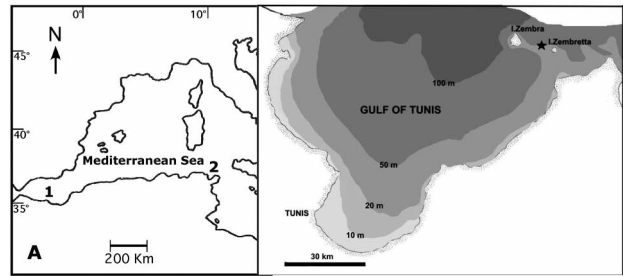 0°
10°
45°
N
40°
Mediterranean Sea
2
1
35°
A
200 Km
I.Zembra
I.Zembretta
100 m
GULF OF TUNIS
50 m
TUNIS
20 m
10 m
30 km